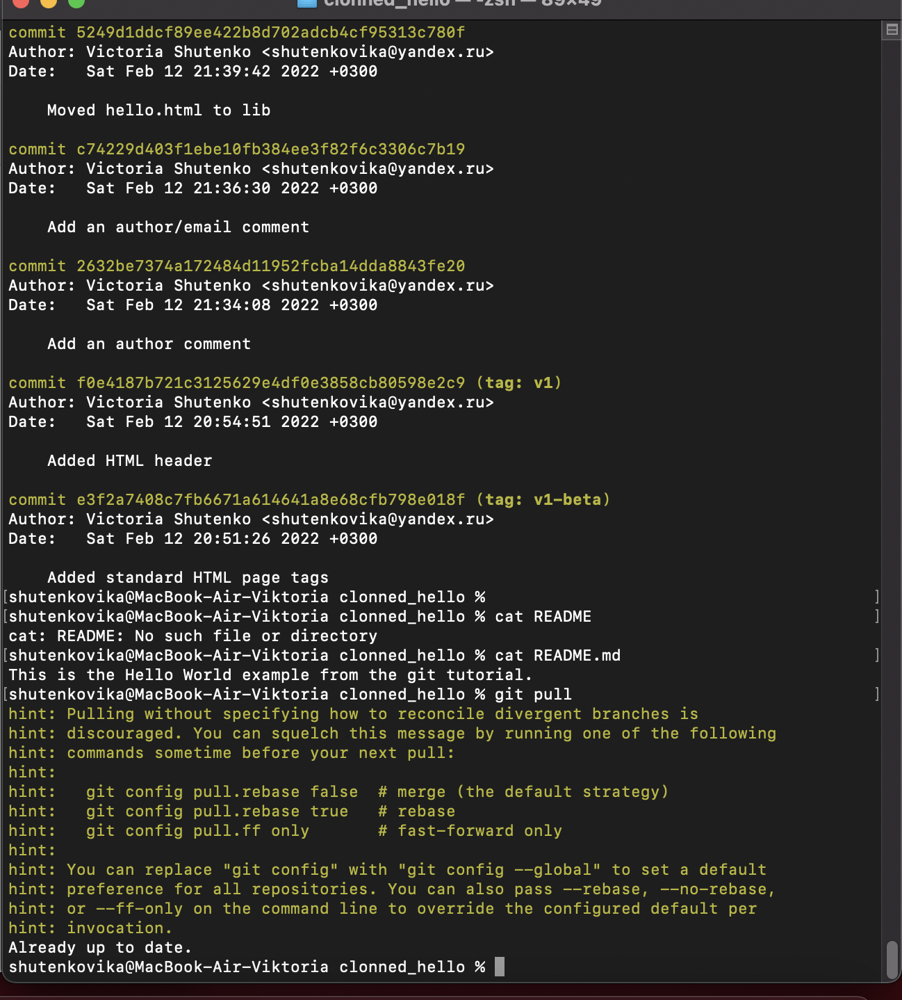 clonned_hello — -zsh — 89×49
commit 5249d1ddcf89ee422b8d702adcb4cf95313c780f
Author: Victoria Shutenko <shutenkovika@yandex.ru>
Date:   Sat Feb 12 21:39:42 2022 +0300
Moved hello.html to lib
commit c74229d403f1ebe10fb384ee3f82f6c3306c7b19
Author: Victoria Shutenko <shutenkovika@yandex.ru>
Date:   Sat Feb 12 21:36:30 2022 +0300
Add an author/email comment
commit 2632be7374a172484d11952fcba14dda8843fe20
Author: Victoria Shutenko <shutenkovika@yandex.ru>
Date:   Sat Feb 12 21:34:08 2022 +0300
Add an author comment
commit f0e4187b721c3125629e4df0e3858cb80598e2c9 (tag: v1)
Author: Victoria Shutenko <shutenkovika@yandex.ru>
Date:   Sat Feb 12 20:54:51 2022 +0300
Added HTML header
commit e3f2a7408c7fb6671a614641a8e68cfb798e018f (tag: v1-beta)
Author: Victoria Shutenko <shutenkovika@yandex.ru>
Date:   Sat Feb 12 20:51:26 2022 +0300
Added standard HTML page tags
[shutenkovika@MacBook-Air-Viktoria clonned_hello % ]
[shutenkovika@MacBook-Air-Viktoria clonned_hello % cat README ]
cat: README: No such file or directory
[shutenkovika@MacBook-Air-Viktoria clonned_hello % cat README.md ]
This is the Hello World example from the git tutorial.
[shutenkovika@MacBook-Air-Viktoria clonned_hello % git pull ]
hint: Pulling without specifying how to reconcile divergent branches is
hint: discouraged. You can squelch this message by running one of the following
hint: commands sometime before your next pull:
hint:
hint:   git config pull.rebase false  # merge (the default strategy)
hint:   git config pull.rebase true   # rebase
hint:   git config pull.ff only       # fast-forward only
hint:
hint: You can replace "git config" with "git config --global" to set a default
hint: preference for all repositories. You can also pass --rebase, --no-rebase,
hint: or --ff-only on the command line to override the configured default per
hint: invocation.
Already up to date.
shutenkovika@MacBook-Air-Viktoria clonned_hello %